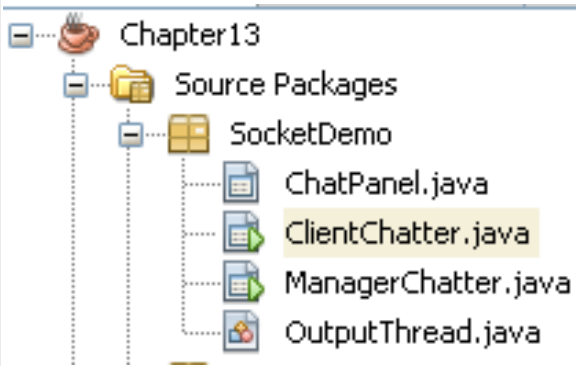 Chapter13
Source Packages
SocketDemo
ChatPanel.java
ClientChatter.java
ManagerChatter.java
OutputThread.java